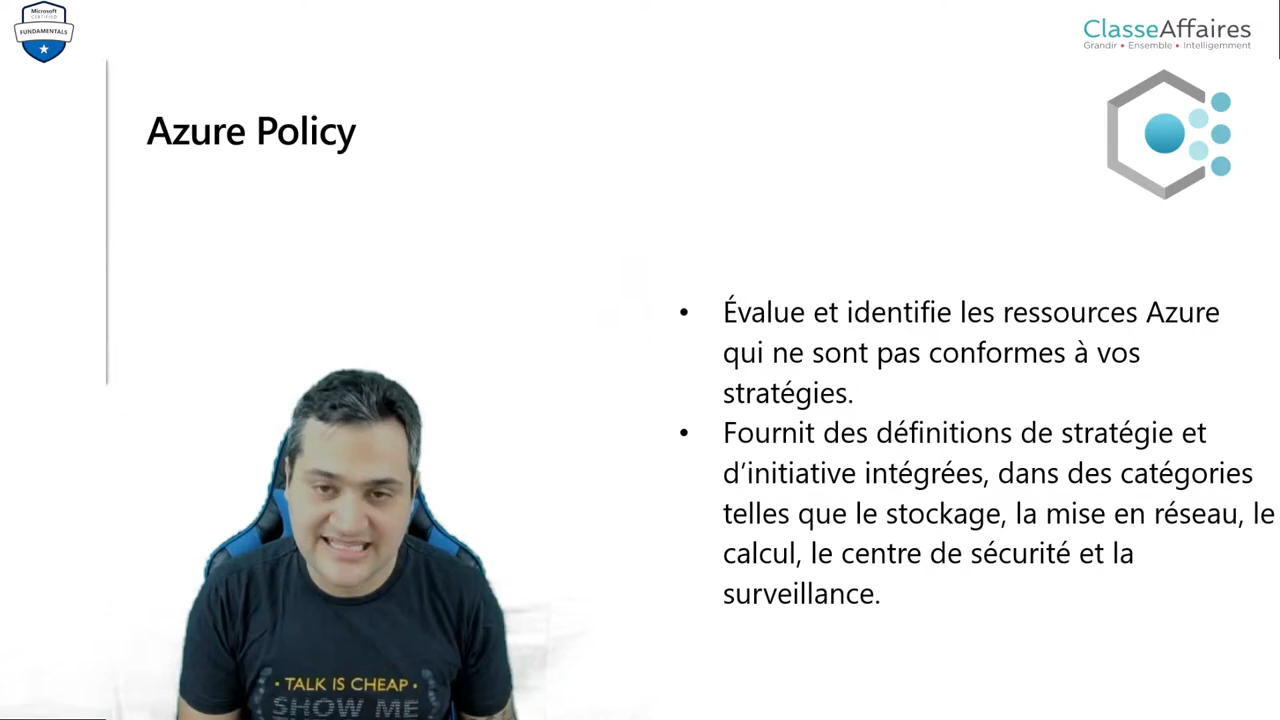 Microsoft
CERTIFIED
FUNDAMENTALS
ClasseAffaires
Grandir • Ensemble • Intelligemment
Azure Policy
• Évalue et identifie les ressources Azure
qui ne sont pas conformes à vos
stratégies.
• Fournit des définitions de stratégie et
d’initiative intégrées, dans des catégories
telles que le stockage, la mise en réseau, le
calcul, le centre de sécurité et la
surveillance.
• TALK IS CHEAP •
SHOW ME